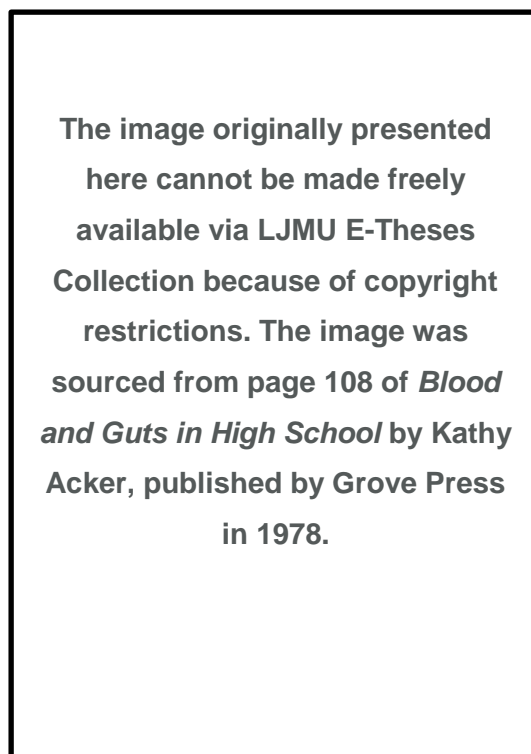 The image originally presented
here cannot be made freely
available via LJMU E-Theses
Collection because of copyright
restrictions. The image was
sourced from page 108 of Blood
and Guts in High School by Kathy
Acker, published by Grove Press
in 1978.